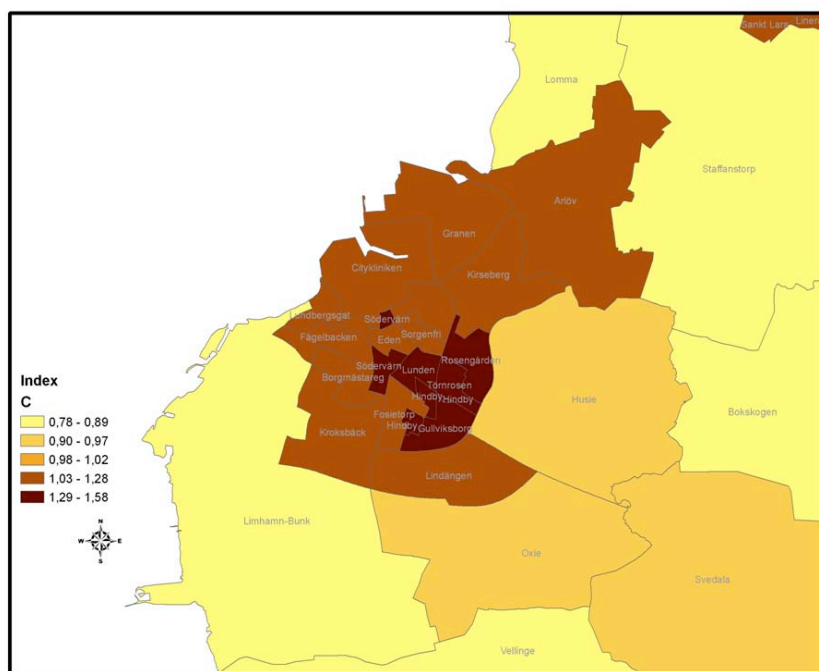 Sankt Lars
Liner
Lomma
Staffanstorp
Arlöv
Granen
Citykliniken
Kirseberg
Lundbergsgat
Södervärn
Fågelbacken
Sorgenfri
Eden
Rosengården
Södervärn
Lunden
Borgmästareg
Törnrosen
Hindby
Hindby
Husie
Bokskogen
Fosietorp
Hindby
Gullviksborg
Kroksbäck
Lindängen
Limhamn-Bunk
Oxie
Svedala
Vellinge
Index
C
0,78 - 0,89
0,90 - 0,97
0,98 - 1,02
1,03 - 1,28
1,29 - 1,58
N
W E
S